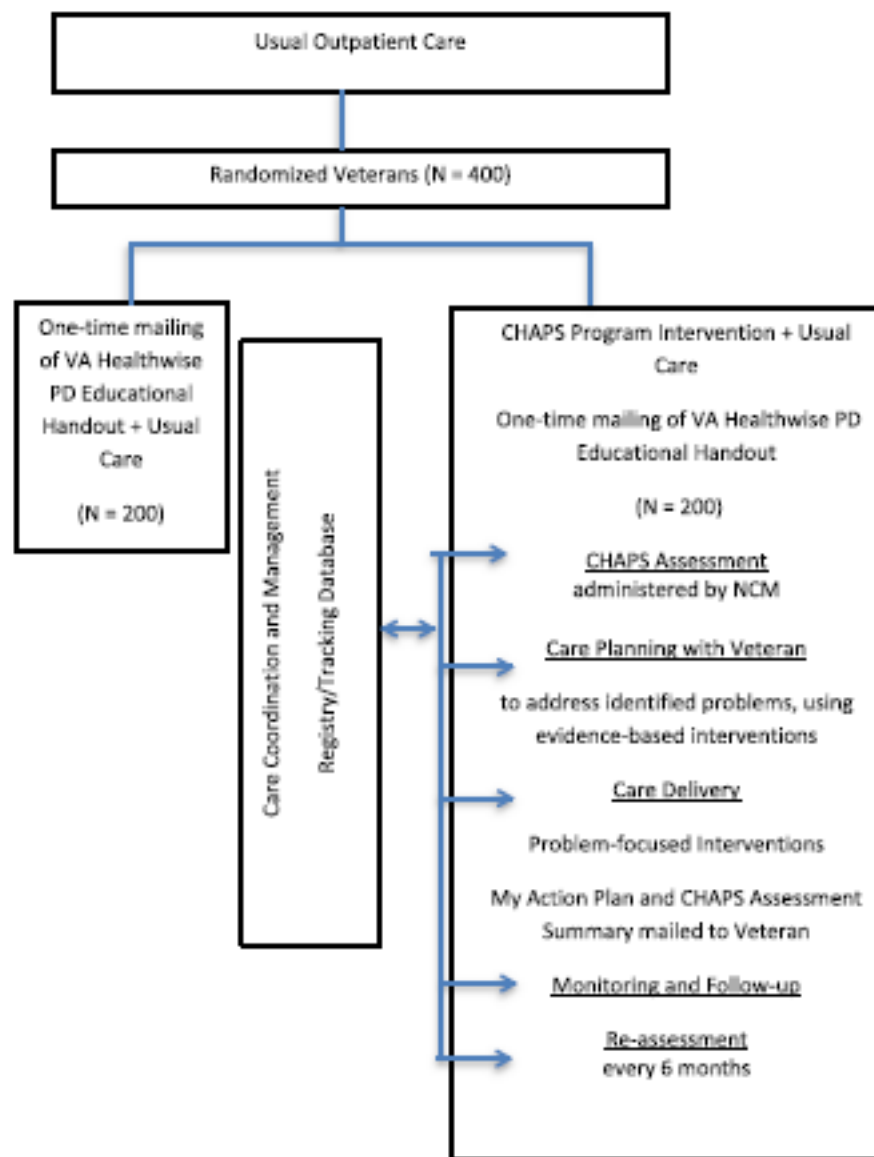 Usual Outpatient Care
Randomized Veterans (N = 400)
One-time mailing
of VA Healthwise
PD Educational
Handout + Usual
Care
(N = 200)
Care Coordination and Management
Registry/Tracking Database
CHAPS Program Intervention + Usual
Care
One-time mailing of VA Healthwise PD
Educational Handout
(N = 200)
CHAPS Assessment
administered by NCM
Care Planning with Veteran
to address identified problems, using
evidence-based interventions
Care Delivery
Problem-focused Interventions
My Action Plan and CHAPS Assessment
Summary mailed to Veteran
Monitoring and Follow-up
Re-assessment
every 6 months